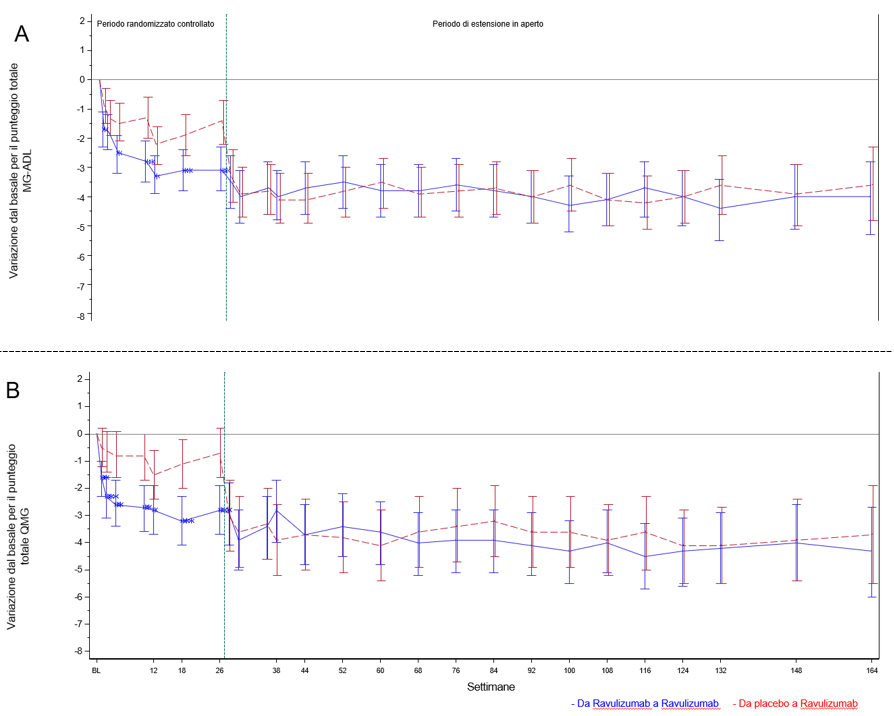 Periodo randomizzato controllato
Periodo di estensione in aperto
A
Variazione dal basale per il punteggio totale
MG-ADL
2
1
0
-1
-2
-3
-4
-5
-6
-7
-8
B
Variazione dal basale per il punteggio
totale QMG
2
1
0
-1
-2
-3
-4
-5
-6
-7
-8
BL 12 18 26 38 44 52 60 68 76 84 92 100 108 116 124 132 148 164
Settimane
- Da Ravulizumab a Ravulizumab - Da placebo a Ravulizumab